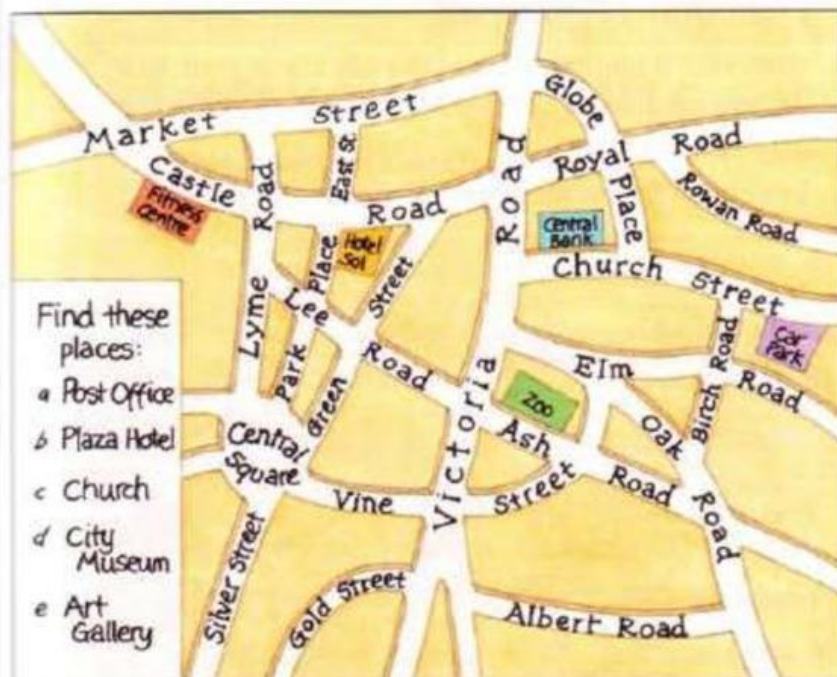 Market Street
Globe Place
Castle Road
Fitness
Centre
Lyme Road
East St
Royal Road
Rowan Road
Victoria Road
Central
Bank
Hotel
Sol
Park Place
Church Street
Lee Road
Green Street
Car
Park
Birch Road
Elm Road
Zoo
Ash Road
Oak Road
Central
Square
Vine Street
Silver Street
Gold Street
Albert Road
Find these
places:
a Post Office
b Plaza Hotel
c Church
d City
Museum
e Art
Gallery